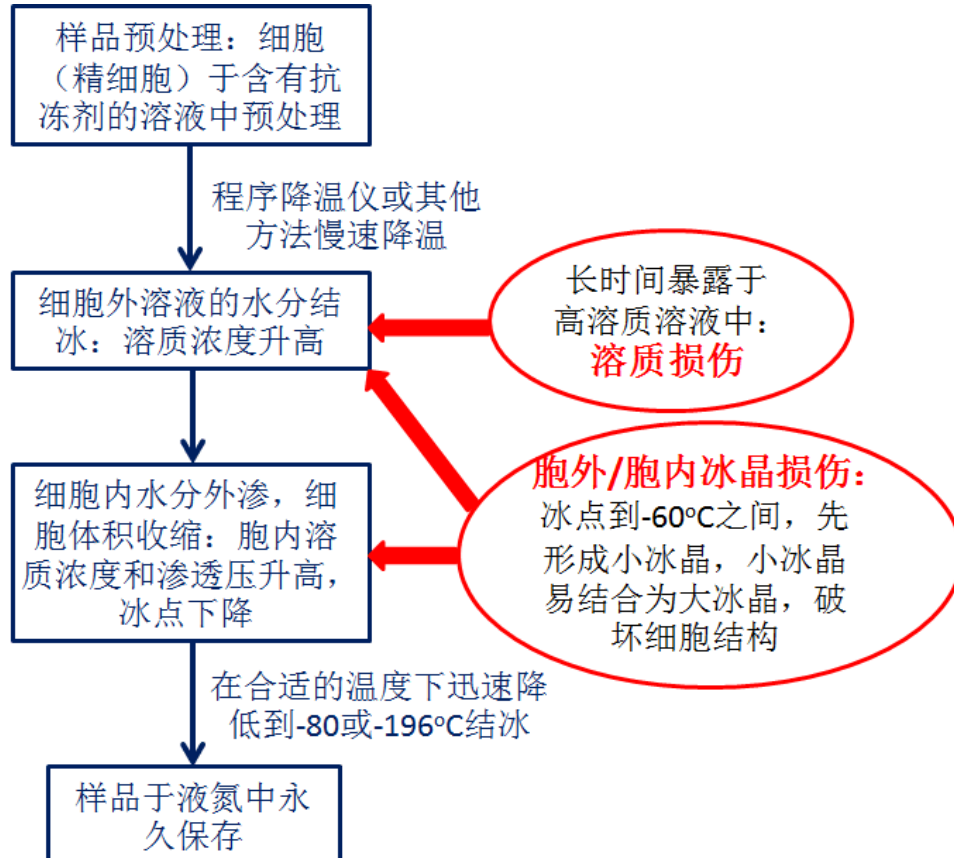 样品预处理：细胞
（精细胞）于含有抗
冻剂的溶液中预处理
程序降温仪或其他
方法慢速降温
细胞外溶液的水分结
冰：溶质浓度升高
长时间暴露于
高溶质溶液中：
溶质损伤
细胞内水分外渗，细
胞体积收缩：胞内溶
质浓度和渗透压升高，
冰点下降
胞外/胞内冰晶损伤：
冰点到-60°C之间，先
形成小冰晶，小冰晶
易结合为大冰晶，破
坏细胞结构
在合适的温度下迅速降
低到-80或-196°C结冰
样品于液氮中永
久保存